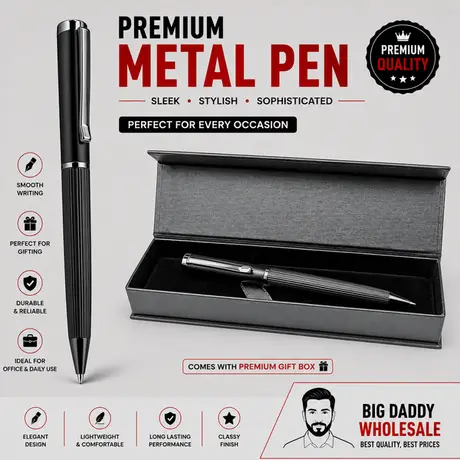 PREMIUM
METAL PEN
SLEEK • STYLISH • SOPHISTICATED
PERFECT FOR EVERY OCCASION
PREMIUM
QUALITY
SMOOTH
WRITING
PERFECT FOR
GIFTING
DURABLE
& RELIABLE
IDEAL FOR
OFFICE & DAILY USE
COMES WITH PREMIUM GIFT BOX
ELEGANT
DESIGN
LIGHTWEIGHT
& COMFORTABLE
LONG LASTING
PERFORMANCE
CLASSY
FINISH
BIG DADDY
WHOLESALE
BEST QUALITY, BEST PRICES